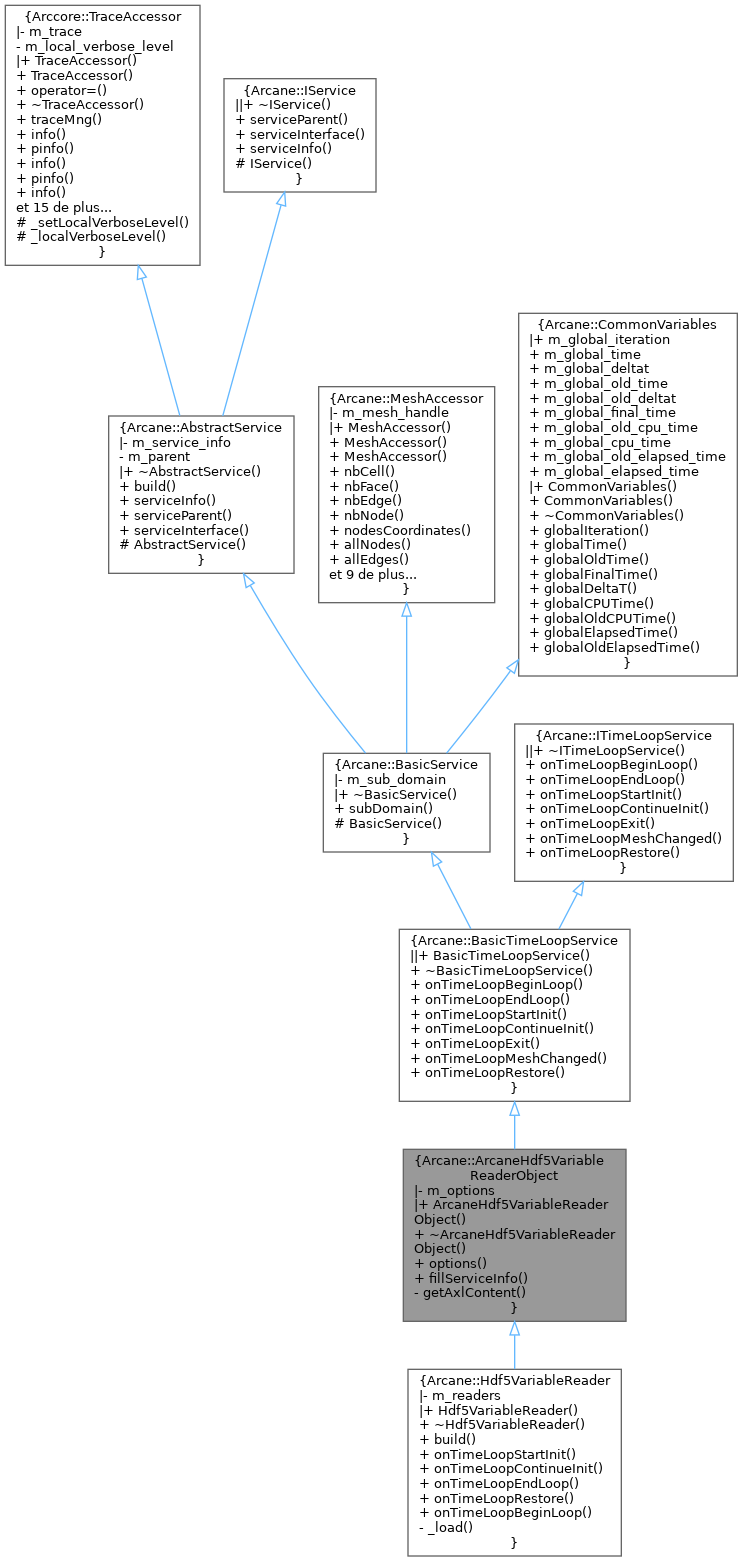 {Arccore::TraceAccessor
|- m_trace
- m_local_verbose_level
|+ TraceAccessor()
+ TraceAccessor()
+ operator=()
+ ~TraceAccessor()
+ traceMng()
+ info()
+ pinfo()
+ info()
+ pinfo()
+ info()
et 15 de plus...
# _setLocalVerboseLevel()
# _localVerboseLevel()
}
{Arcane::IService
||+ ~IService()
+ serviceParent()
+ serviceInterface()
+ serviceInfo()
# IService()
}
{Arcane::AbstractService
|- m_service_info
- m_parent
|+ ~AbstractService()
+ build()
+ serviceInfo()
+ serviceParent()
+ serviceInterface()
# AbstractService()
}
{Arcane::MeshAccessor
|- m_mesh_handle
|+ MeshAccessor()
+ MeshAccessor()
+ MeshAccessor()
+ nbCell()
+ nbFace()
+ nbEdge()
+ nbNode()
+ nodesCoordinates()
+ allNodes()
+ allEdges()
et 9 de plus...
}
{Arcane::CommonVariables
|+ m_global_iteration
+ m_global_time
+ m_global_deltat
+ m_global_old_time
+ m_global_old_deltat
+ m_global_final_time
+ m_global_old_cpu_time
+ m_global_cpu_time
+ m_global_old_elapsed_time
+ m_global_elapsed_time
|+ CommonVariables()
+ CommonVariables()
+ ~CommonVariables()
+ globalIteration()
+ globalTime()
+ globalOldTime()
+ globalFinalTime()
+ globalDeltaT()
+ globalCPUTime()
+ globalOldCPUTime()
+ globalElapsedTime()
+ globalOldElapsedTime()
}
{Arcane::BasicService
|- m_sub_domain
|+ ~BasicService()
+ subDomain()
# BasicService()
}
{Arcane::ITimeLoopService
||+ ~ITimeLoopService()
+ onTimeLoopBeginLoop()
+ onTimeLoopEndLoop()
+ onTimeLoopStartInit()
+ onTimeLoopContinueInit()
+ onTimeLoopExit()
+ onTimeLoopMeshChanged()
+ onTimeLoopRestore()
}
{Arcane::BasicTimeLoopService
||+ BasicTimeLoopService()
+ ~BasicTimeLoopService()
+ onTimeLoopBeginLoop()
+ onTimeLoopEndLoop()
+ onTimeLoopStartInit()
+ onTimeLoopContinueInit()
+ onTimeLoopExit()
+ onTimeLoopMeshChanged()
+ onTimeLoopRestore()
}
{Arcane::ArcaneHdf5Variable
ReaderObject
|- m_options
|+ ArcaneHdf5VariableReader
Object()
+ ~ArcaneHdf5VariableReader
Object()
+ options()
+ fillServiceInfo()
- getAxlContent()
}
{Arcane::Hdf5VariableReader
|- m_readers
|+ Hdf5VariableReader()
+ ~Hdf5VariableReader()
+ build()
+ onTimeLoopStartInit()
+ onTimeLoopContinueInit()
+ onTimeLoopEndLoop()
+ onTimeLoopRestore()
+ onTimeLoopBeginLoop()
- _load()
}